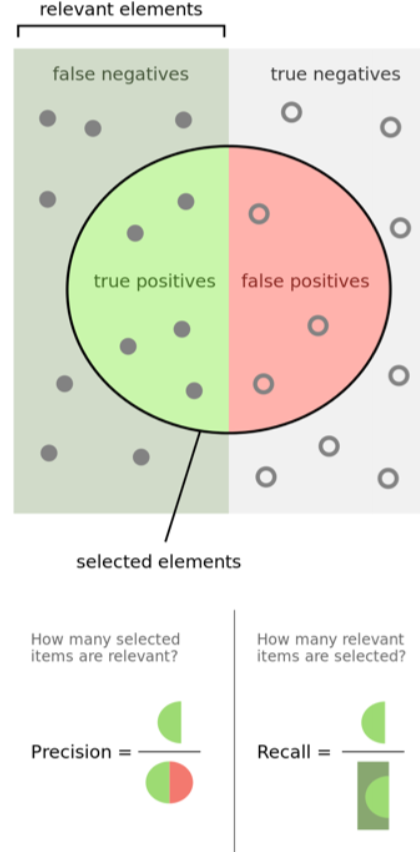 relevant elements
false negatives
true negatives
true positives
false positives
selected elements
How many selected
items are relevant?
How many relevant
items are selected?
Precision =
Recall =